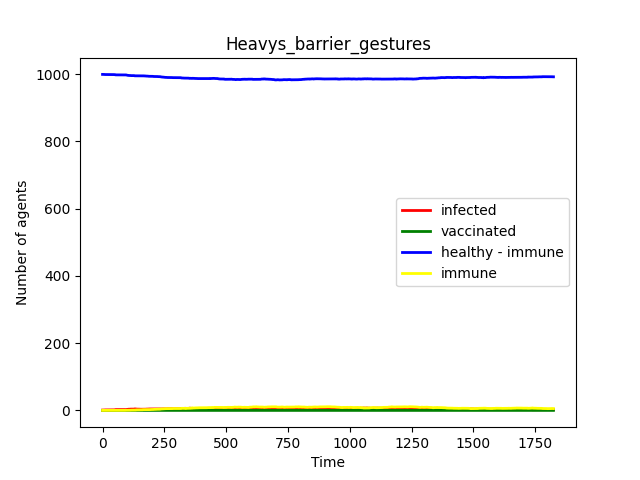 Heavys_barrier_gestures
1000
800
600
400
200
0
Number of agents
infected
vaccinated
healthy - immune
immune
0 250 500 750 1000 1250 1500 1750
Time